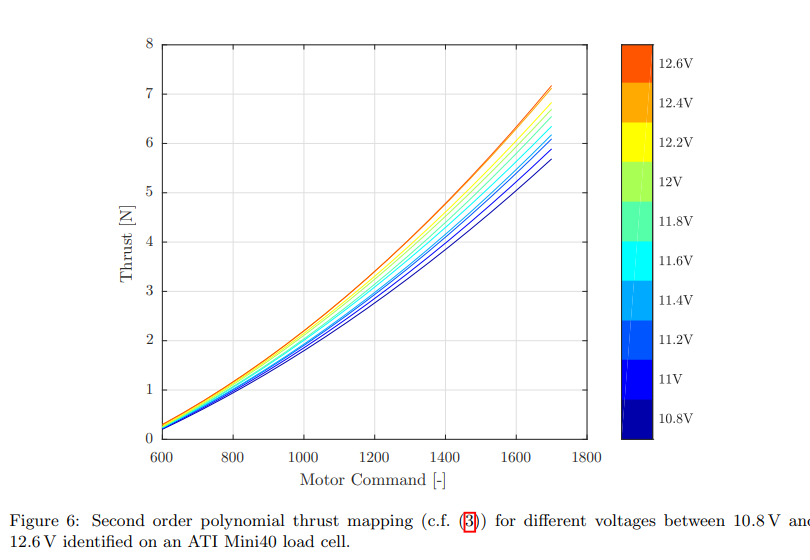 8
7
6
5
4
3
2
1
0
Thrust [N]
600 800 1000 1200 1400 1600 1800
Motor Command [-]
12.6V
12.4V
12.2V
12V
11.8V
11.6V
11.4V
11.2V
11V
10.8V
Figure 6: Second order polynomial thrust mapping (c.f. (3)) for different voltages between 10.8 V
12.6 V identified on an ATI Mini40 load cell.